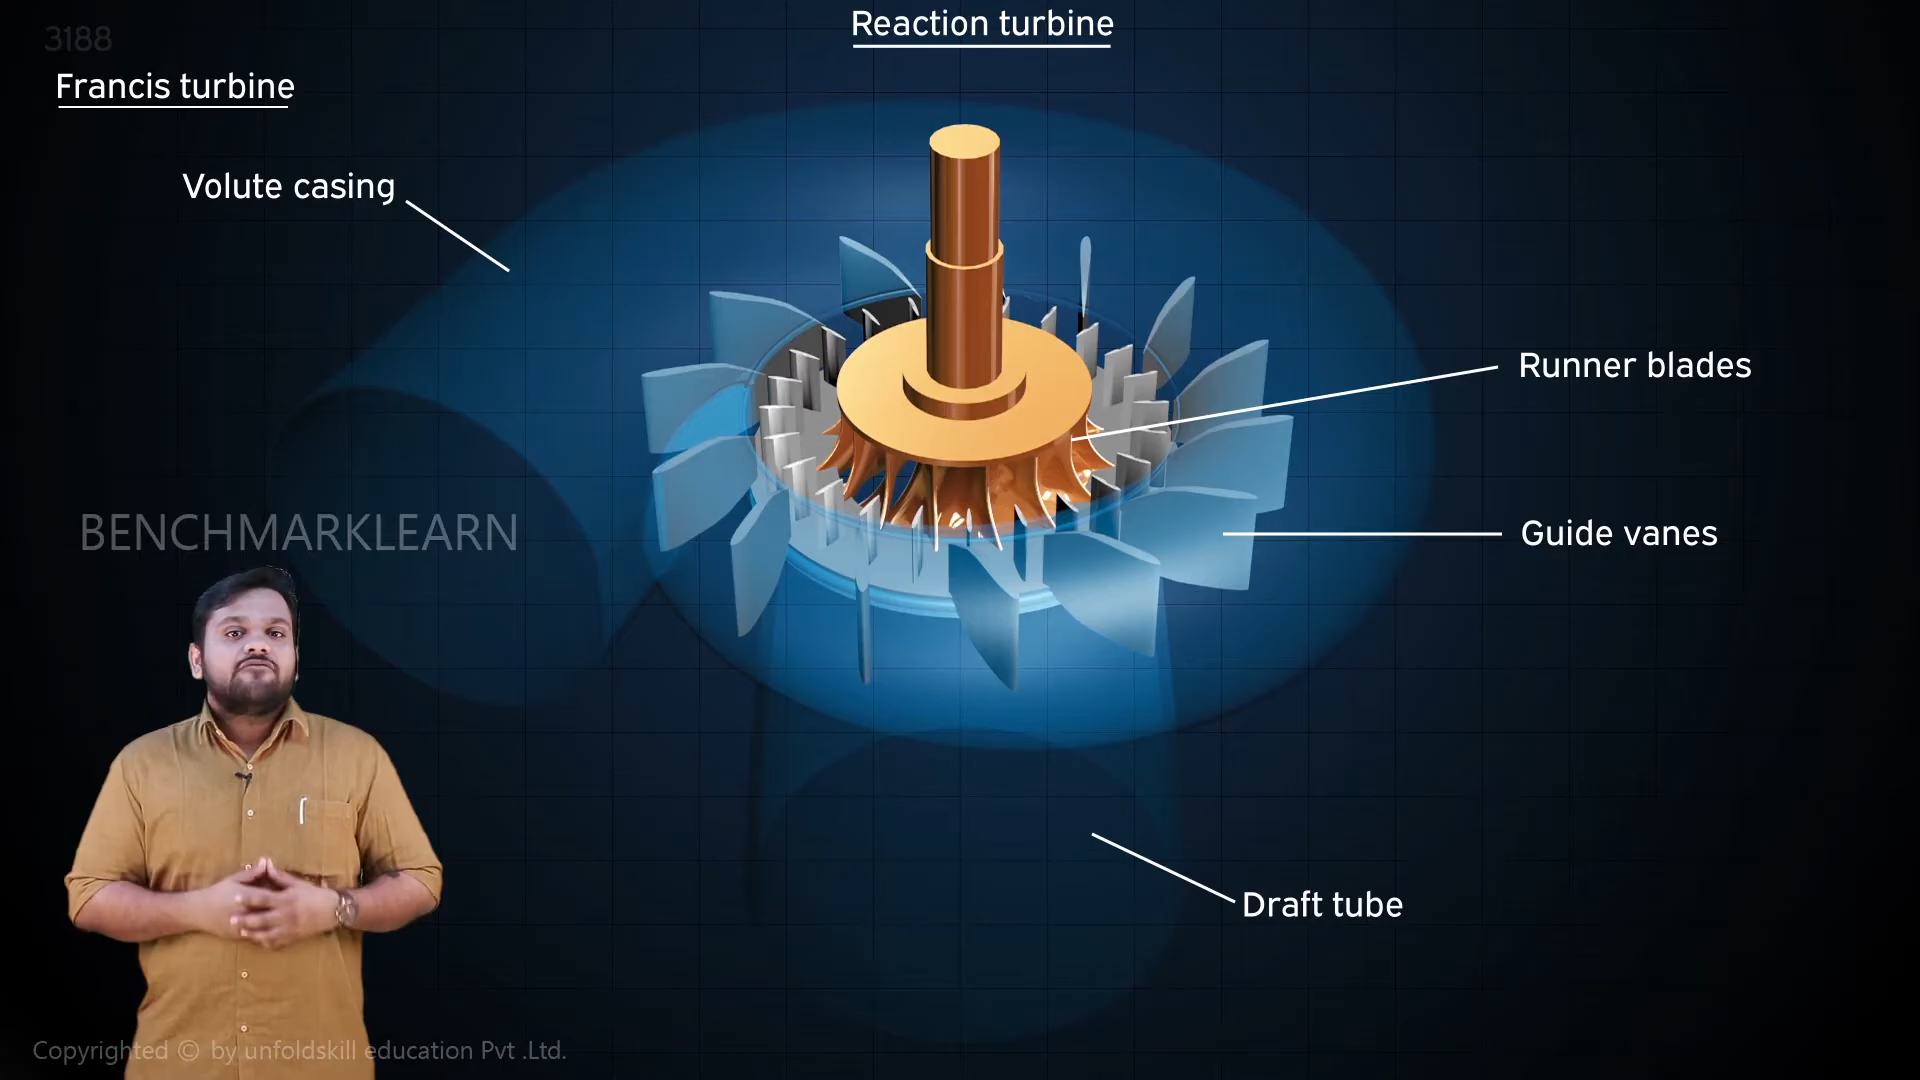 3188
Reaction turbine
Francis turbine
Volute casing
Runner blades
BENCHMARKLEARN
Guide vanes
Draft tube
Copyrighted © by unfoldskill education Pvt .Ltd.